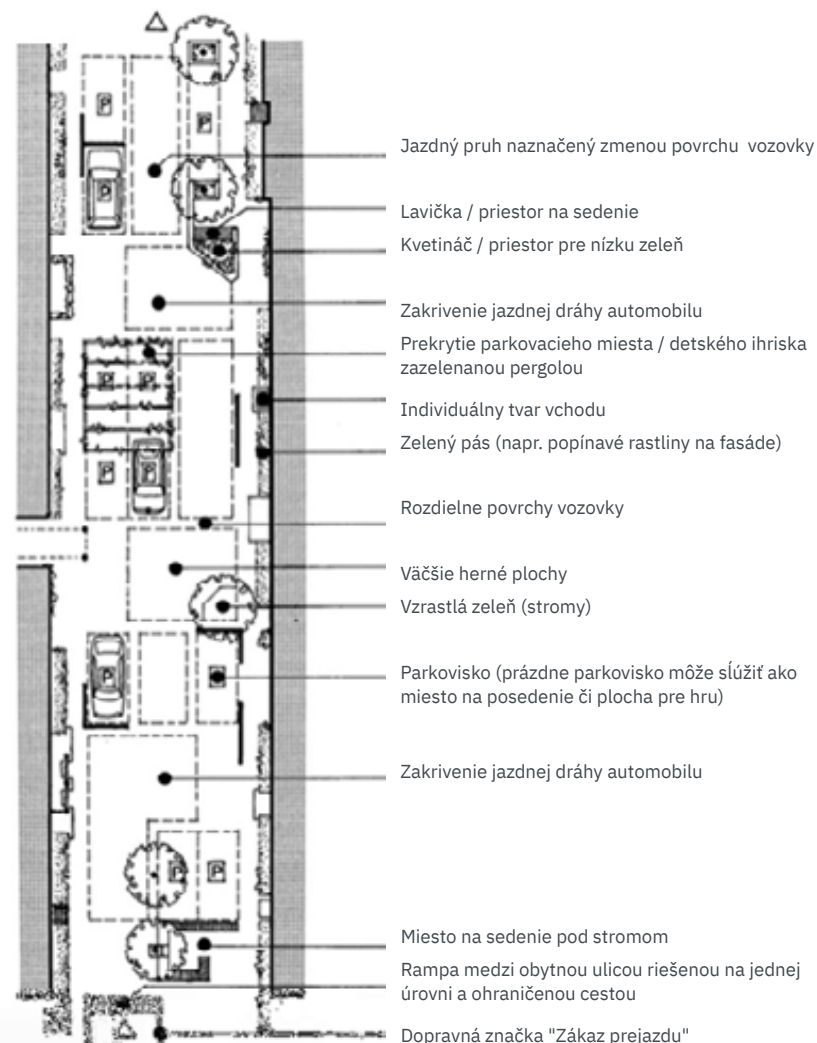 Jazdný pruh naznačený zmenou povrchu vozovky
Lavička / priestor na sedenie
Kvetináč / priestor pre nízku zeleň
Zakrivenie jazdnej dráhy automobilu
Prekrytie parkovacieho miesta / detského ihriska
zazelenanou pergolou
Individuálny tvar vchodu
Zelený pás (napr. popínavé rastliny na fasáde)
Rozdielne povrchy vozovky
Väčšie herné plochy
Vzrastlá zeleň (stromy)
Parkovisko (prázdne parkovisko môže sĺúžiť ako
miesto na posedenie či plocha pre hru)
Zakrivenie jazdnej dráhy automobilu
Miesto na sedenie pod stromom
Rampa medzi obytnou ulicou riešenou na jednej
úrovni a ohraničenou cestou
Dopravná značka "Zákaz prejazdu"
P
P
P
P
P
P
P
P
P
P
P